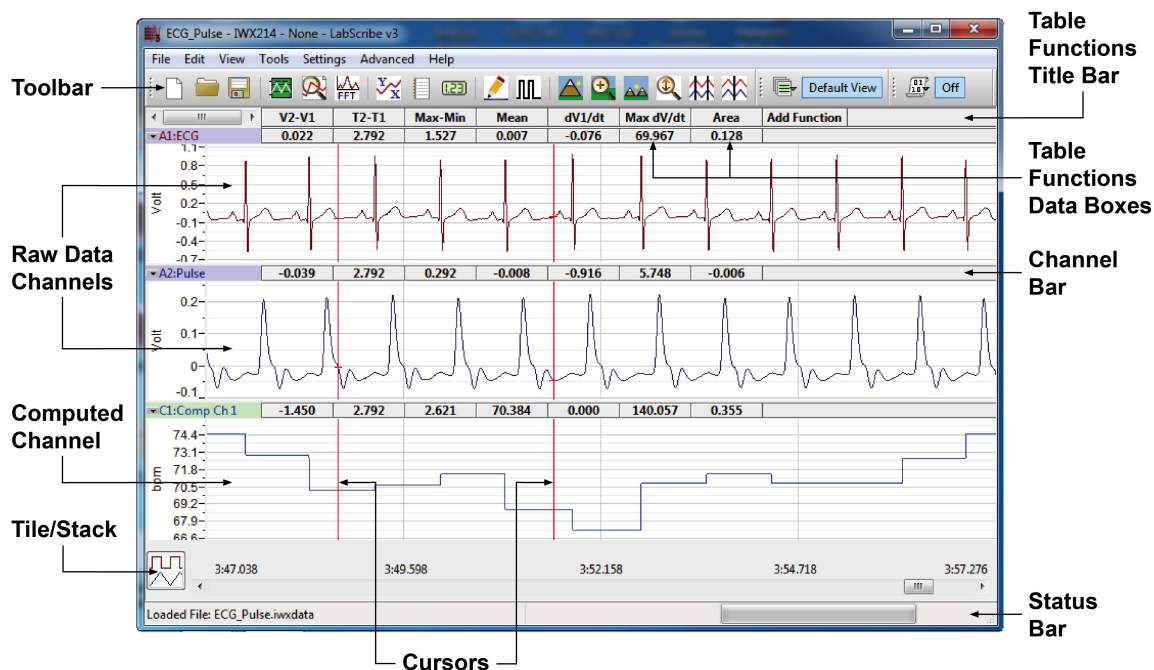 ECG_Pulse - IWX214 - None - LabScribe v3
File Edit View Tools Settings Advanced Help
Toolbar
FFT
Y X
123
Default View
Off
Table
Functions
Title Bar
V2-V1 T2-T1 Max-Min Mean dV1/dt Max dV/dt Area Add Function
A1:ECG 0.022 2.792 1.527 0.007 -0.076 69.967 0.128
1.1
0.8
0.5
0.2
-0.1
-0.4
-0.7
Volt
Table
Functions
Data Boxes
Raw Data
Channels
A2:Pulse -0.039 2.792 0.292 -0.008 -0.916 5.748 -0.006
Channel
Bar
0.2
0.1
0
-0.1
Volt
Computed
Channel
C1:Comp Ch 1 -1.450 2.792 2.621 70.384 0.000 140.057 0.355
74.4
73.1
71.8
70.5
69.2
67.9
66.6
bpm
Tile/Stack
3:47.038 3:49.598 3:52.158 3:54.718 3:57.276
Loaded File: ECG_Pulse.iwxdata
Status
Bar
Cursors